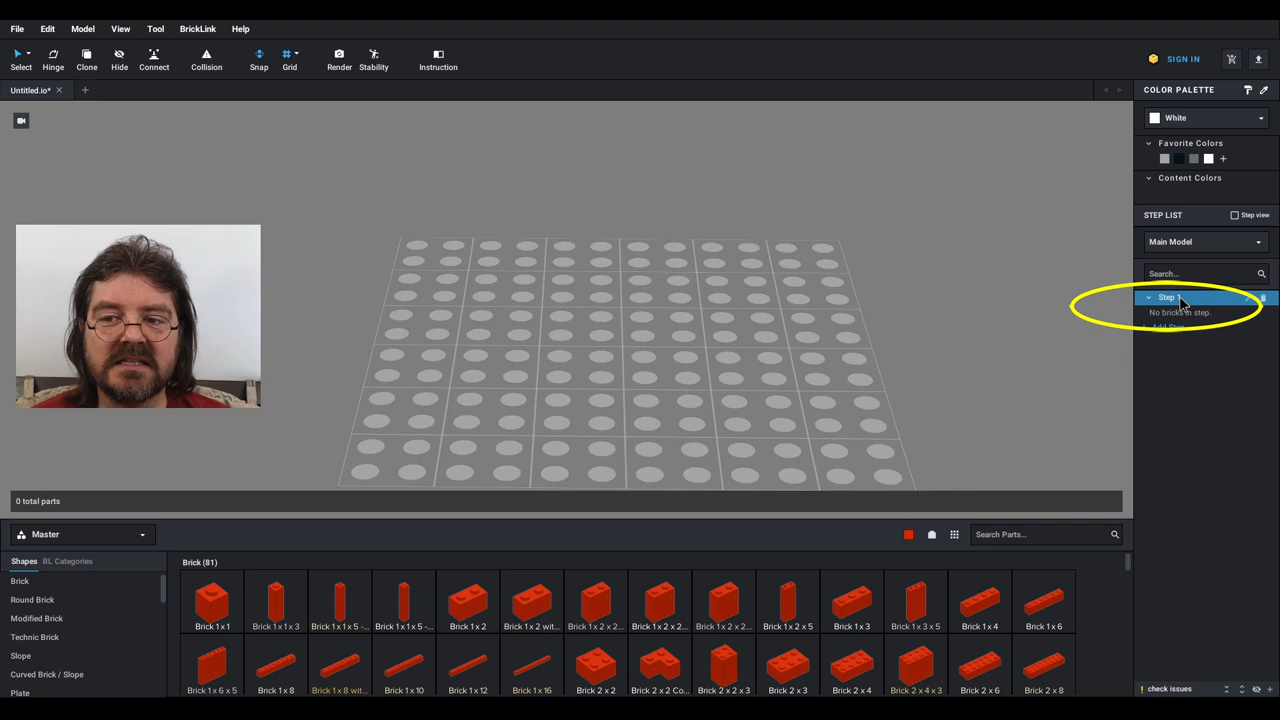 File Edit Model View Tool BrickLink Help
Select Hinge Clone Hide Connect Collision Snap Grid Render Stability Instruction
SIGN IN
Untitled.io*
COLOR PALETTE
White
Favorite Colors
Content Colors
STEP LIST Step view
Main Model
Search...
Step 1
No bricks in step.
Add Step
0 total parts
Master
Search Parts...
Shapes BL Categories
Brick
Round Brick
Modified Brick
Technic Brick
Slope
Curved Brick / Slope
Plate
Brick (81)
Brick 1 x 1 Brick 1 x 1 x 3 Brick 1 x 1 x 5 -... Brick 1 x 1 x 5 -... Brick 1 x 2 Brick 1 x 2 wit... Brick 1 x 2 x 2... Brick 1 x 2 x 2... Brick 1 x 2 x 2... Brick 1 x 2 x 5 Brick 1 x 3 Brick 1 x 3 x 5 Brick 1 x 4 Brick 1 x 6
Brick 1 x 6 x 5 Brick 1 x 8 Brick 1 x 8 wit... Brick 1 x 10 Brick 1 x 12 Brick 1 x 16 Brick 2 x 2 Brick 2 x 2 Co... Brick 2 x 2 x 3 Brick 2 x 3 Brick 2 x 4 Brick 2 x 4 x 3 Brick 2 x 6 Brick 2 x 8
check issues